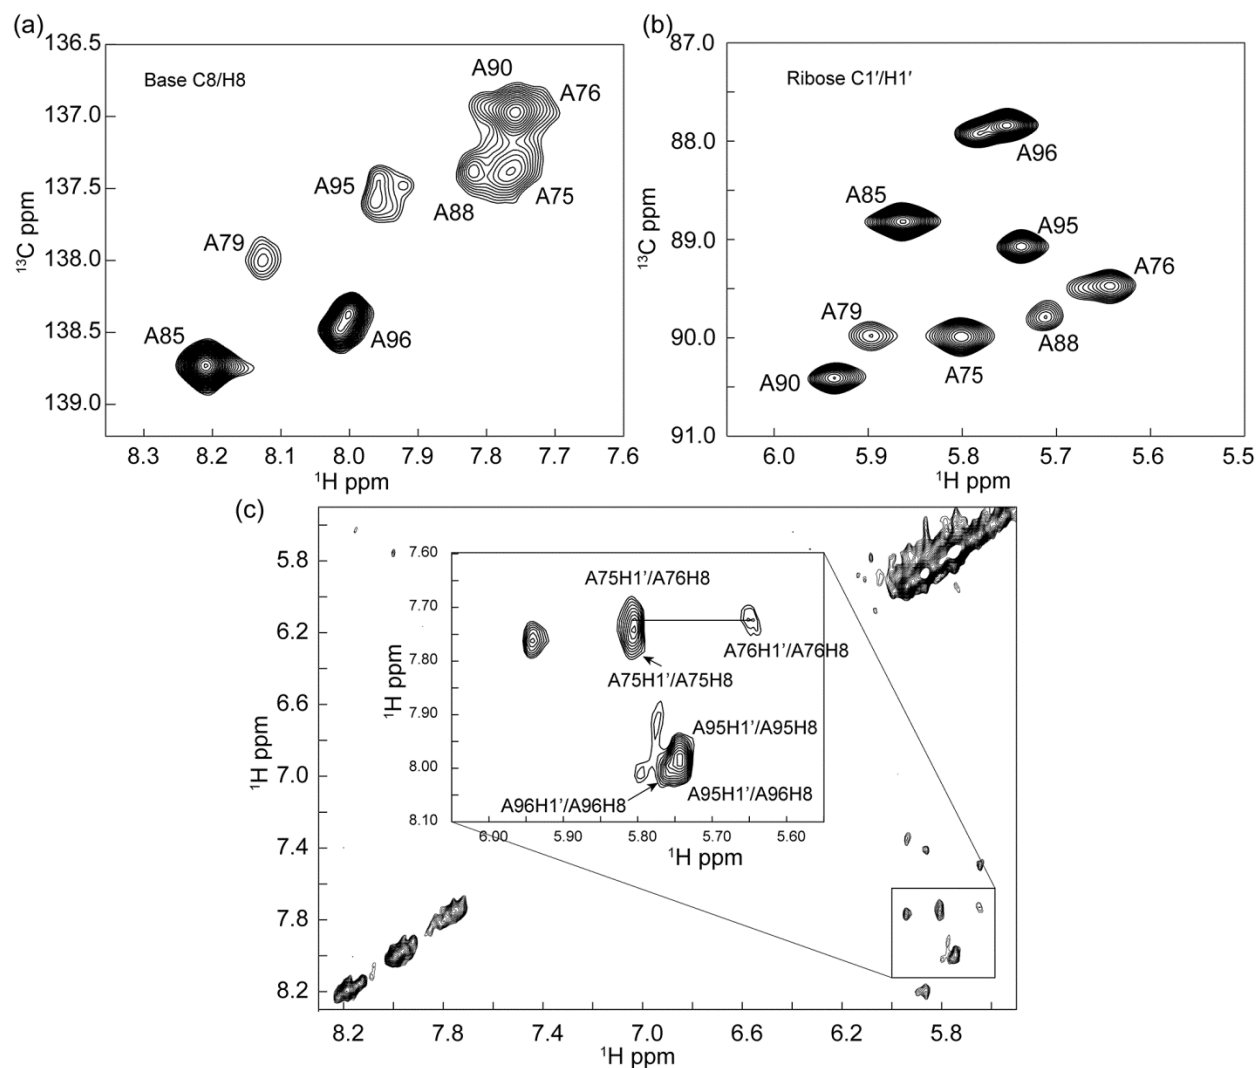 (a)
136.5
137.0
137.5
138.0
138.5
139.0
¹³C ppm
Base C8/H8
A90
A76
A95
A88
A75
A79
A85
A96
8.3 8.2 8.1 8.0 7.9 7.8 7.7 7.6
¹H ppm
(b)
87.0
88.0
89.0
90.0
91.0
¹³C ppm
Ribose C1′/H1′
A96
A85
A95
A76
A79
A88
A75
A90
6.0 5.9 5.8 5.7 5.6 5.5
¹H ppm
(c)
5.8
6.2
6.6
7.0
7.4
7.8
8.2
¹H ppm
7.60
7.70
7.80
7.90
8.00
8.10
¹H ppm
A75H1'/A76H8
A76H1'/A76H8
A75H1'/A75H8
A95H1'/A95H8
A96H1'/A96H8
A95H1'/A96H8
6.00 5.90 5.80 5.70 5.60
¹H ppm
8.2 7.8 7.4 7.0 6.6 6.2 5.8
¹H ppm